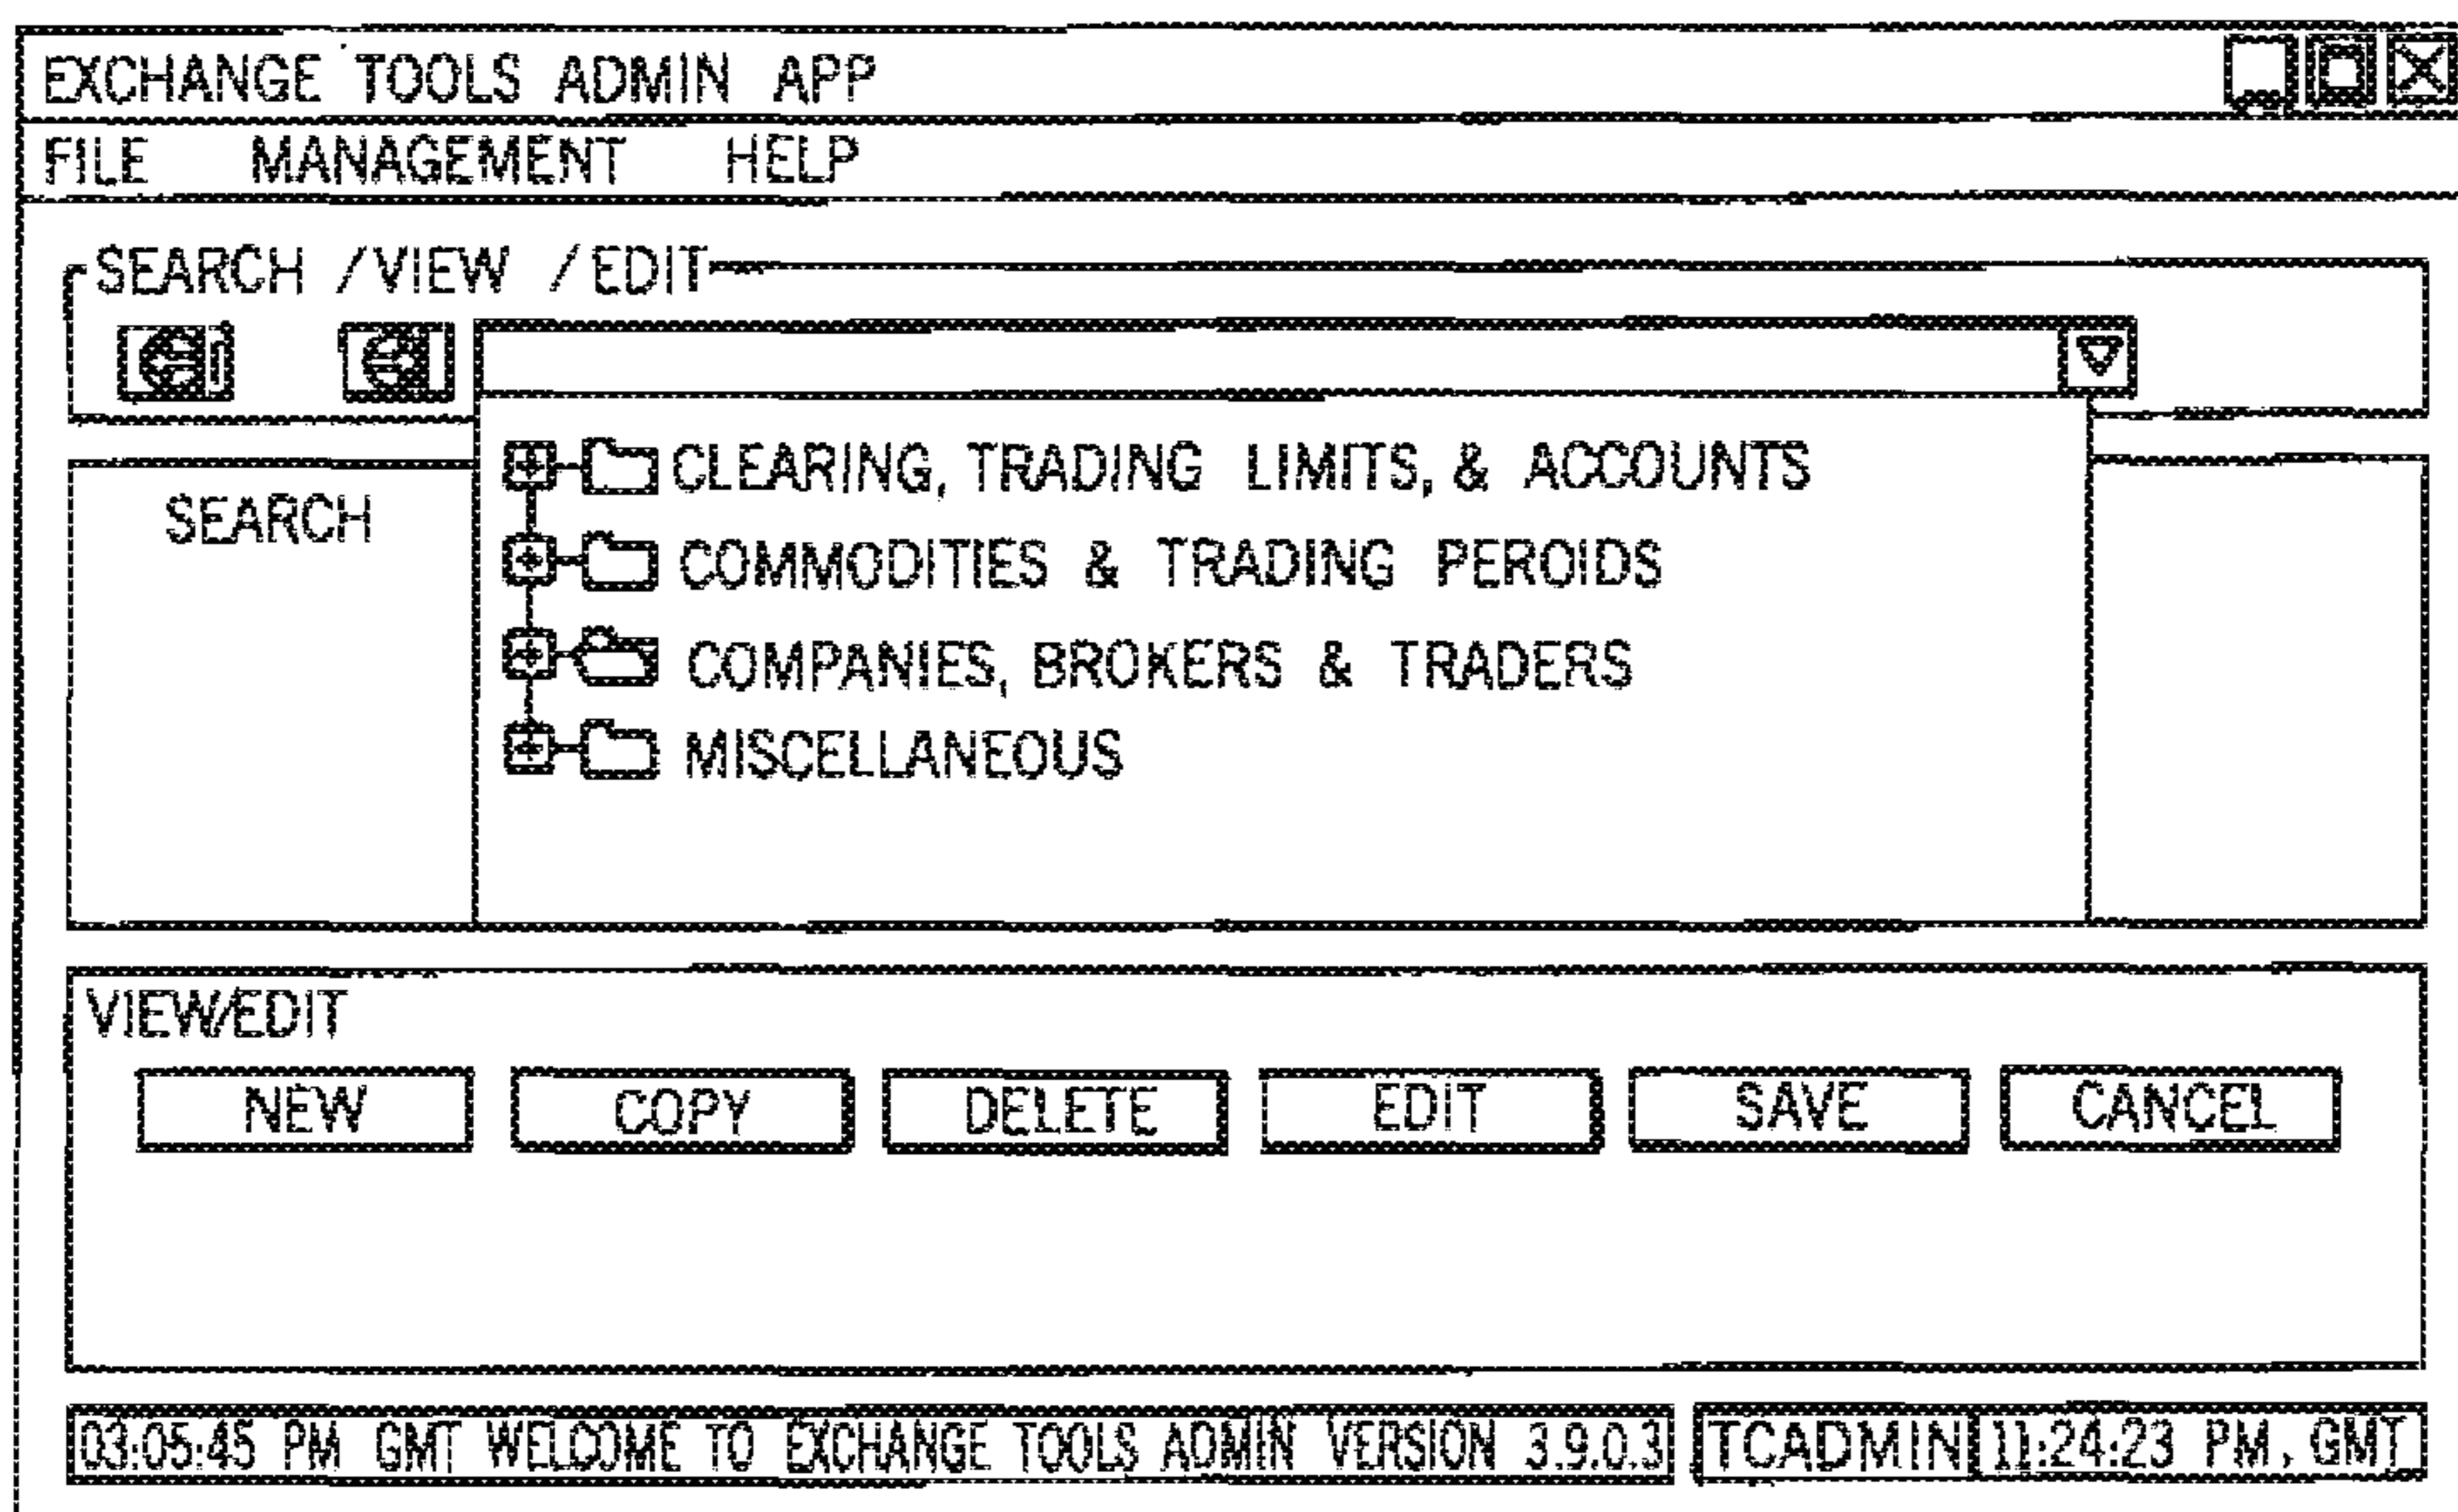 EXCHANGE TOOLS ADMIN APP
FILE MANAGEMENT HELP
SEARCH /VIEW /EDIT
CLEARING, TRADING LIMITS, & ACCOUNTS
SEARCH
COMMODITIES & TRADING PEROIDS
COMPANIES, BROKERS & TRADERS
MISCELLANEOUS
VIEW/EDIT
NEW COPY DELETE EDIT SAVE CANCEL
03:05:45 PM GMT WELCOME TO EXCHANGE TOOLS ADMIN VERSION 3.9.0.3 TCADMIN 11:24:23 PM, GMT